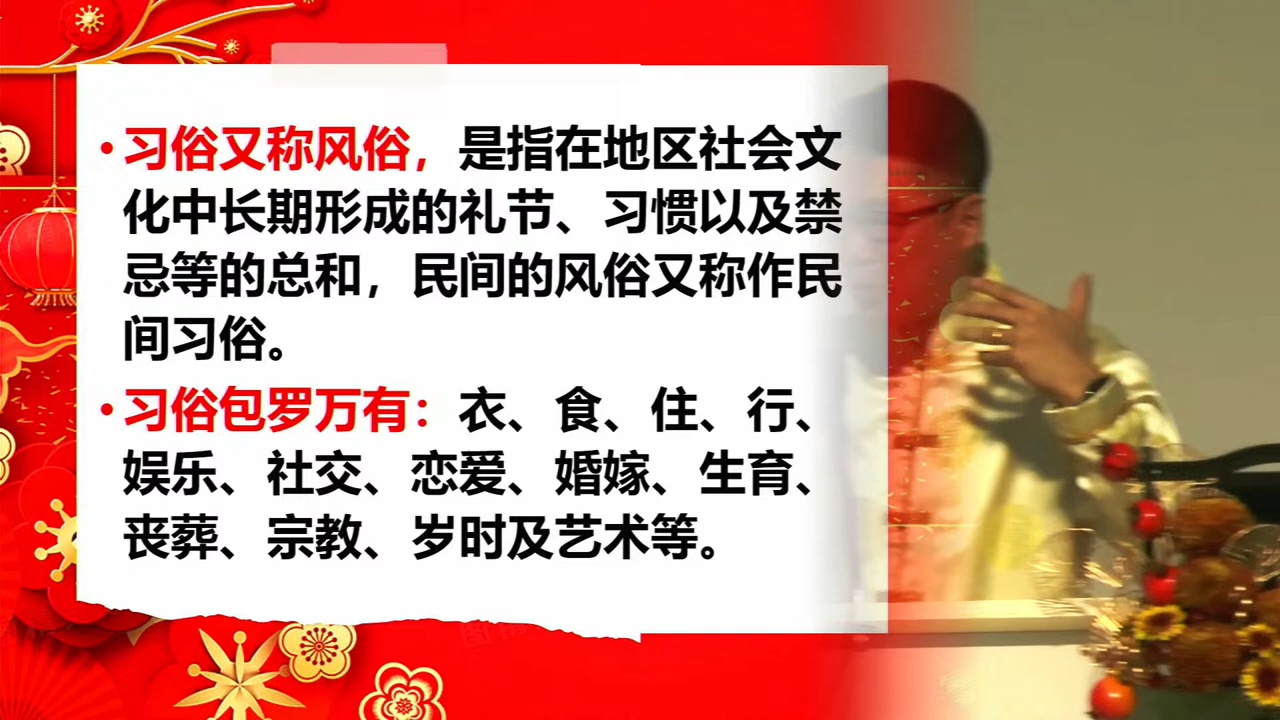 •习俗又称风俗，是指在地区社会文
化中长期形成的礼节、习惯以及禁
忌等的总和，民间的风俗又称作民
间习俗。
•习俗包罗万有：衣、食、住、行、
娱乐、社交、恋爱、婚嫁、生育、
丧葬、宗教、岁时及艺术等。